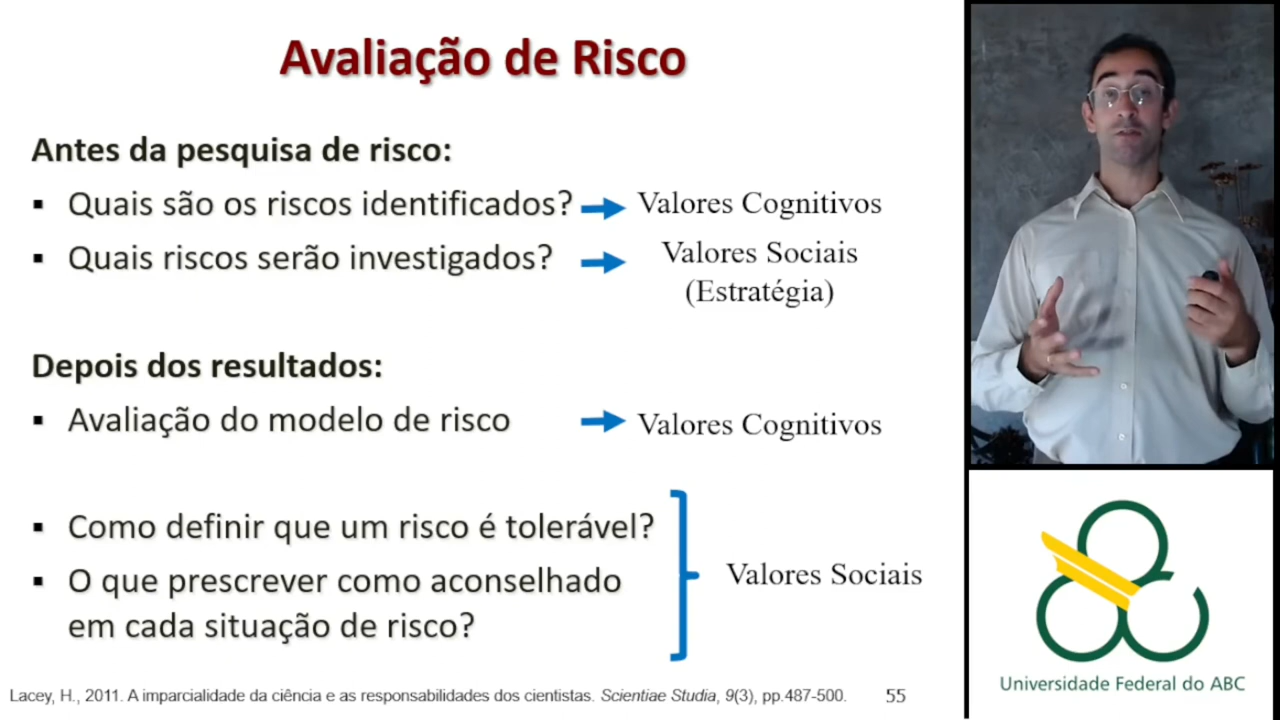 Avaliação de Risco
Antes da pesquisa de risco:
▪ Quais são os riscos identificados? Valores Cognitivos
▪ Quais riscos serão investigados? Valores Sociais
(Estratégia)
Depois dos resultados:
▪ Avaliação do modelo de risco Valores Cognitivos
▪ Como definir que um risco é tolerável?
▪ O que prescrever como aconselhado
em cada situação de risco?
Valores Sociais
Lacey, H., 2011. A imparcialidade da ciência e as responsabilidades dos cientistas. Scientiae Studia, 9(3), pp.487-500. 55
Universidade Federal do ABC